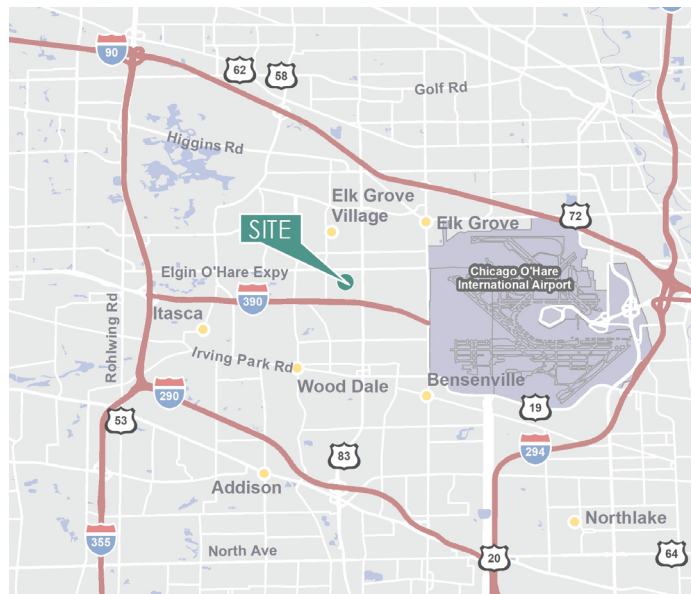 90
62
58
Golf Rd
Higgins Rd
Elk Grove
Village
Elk Grove
72
SITE
Chicago O'Hare
International Airport
Elgin O'Hare Expy
390
Itasca
Rohlwing Rd
Irving Park Rd
Wood Dale
Bensenville
290
19
53
83
294
Addison
Northlake
355
North Ave
20
64